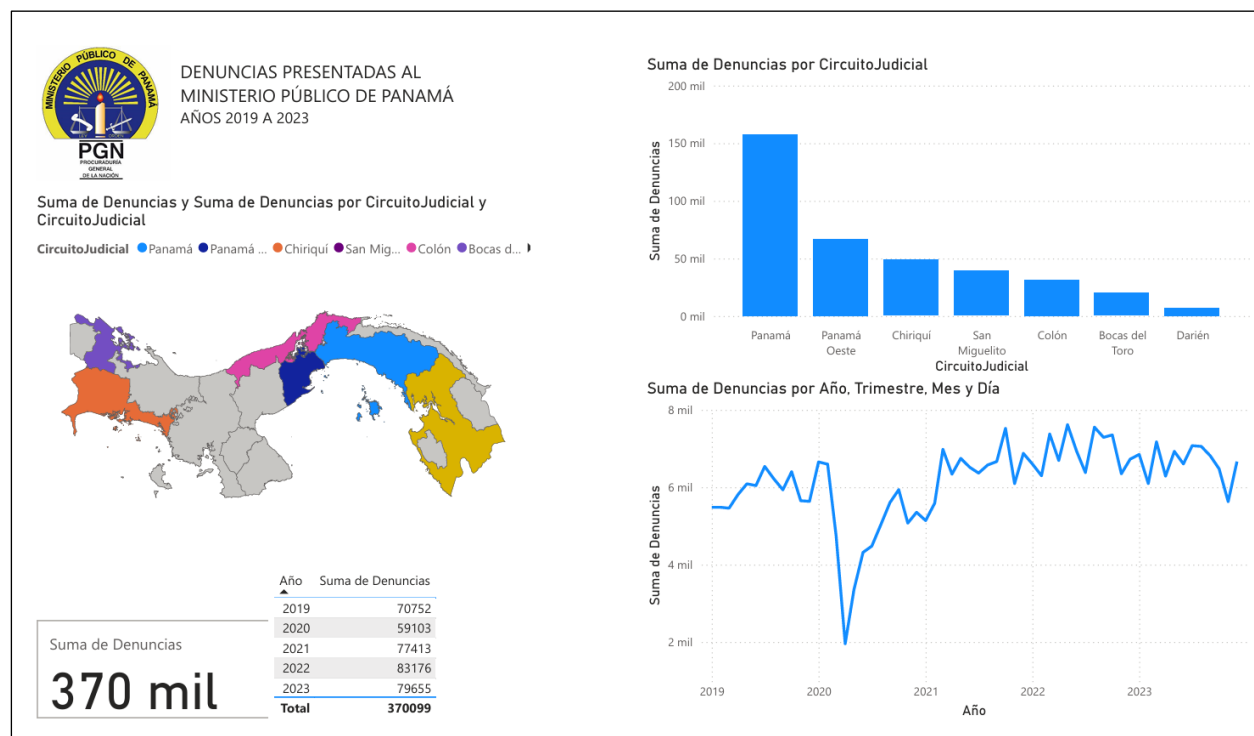 MINISTERIO PÚBLICO DE PANAMÁ
PGN
PROCURADURÍA
GENERAL
DE LA NACIÓN
DENUNCIAS PRESENTADAS AL
MINISTERIO PÚBLICO DE PANAMÁ
AÑOS 2019 A 2023
Suma de Denuncias y Suma de Denuncias por CircuitoJudicial y
CircuitoJudicial
CircuitoJudicial Panamá Panamá ... Chiriquí San Mig... Colón Bocas d...
Año Suma de Denuncias
2019 70752
2020 59103
2021 77413
2022 83176
2023 79655
Total 370099
Suma de Denuncias
370 mil
Suma de Denuncias por CircuitoJudicial
Suma de Denuncias
200 mil
150 mil
100 mil
50 mil
0 mil
Panamá
Panamá
Oeste
Chiriquí
San
Miguelito
Colón
Bocas del
Toro
Darién
CircuitoJudicial
Suma de Denuncias por Año, Trimestre, Mes y Día
Suma de Denuncias
8 mil
6 mil
4 mil
2 mil
2019 2020 2021 2022 2023
Año